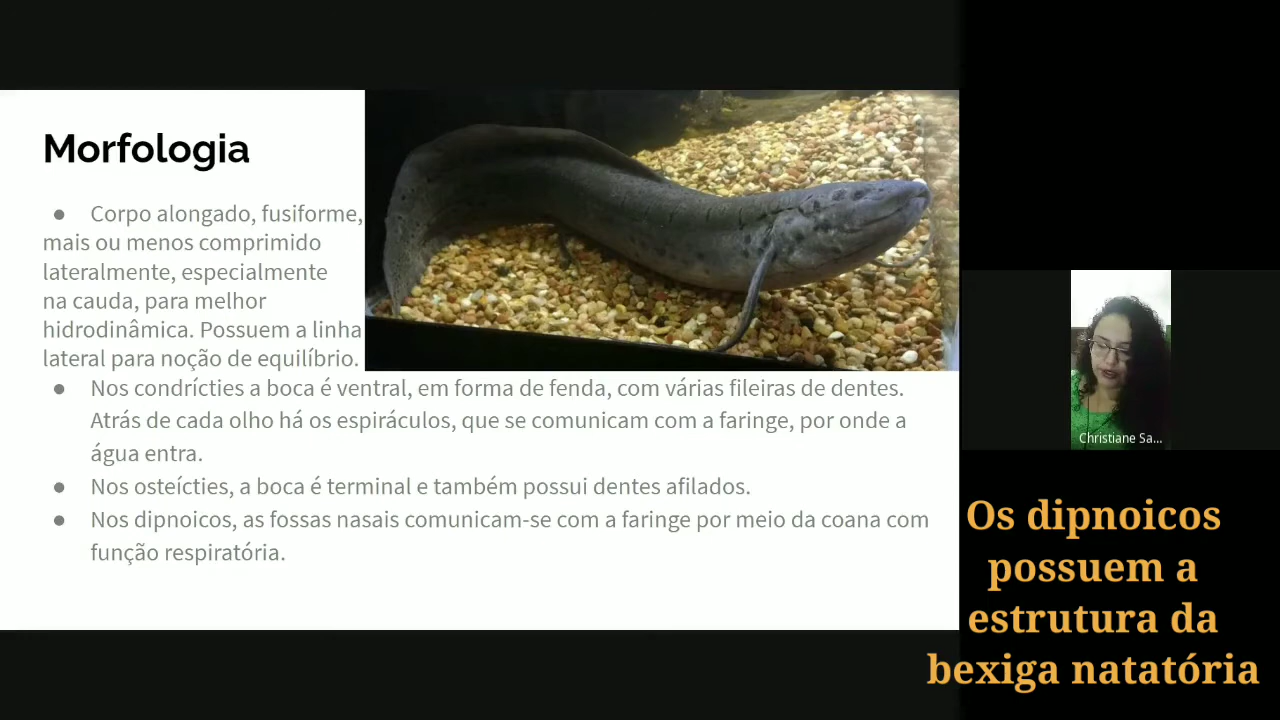 Morfologia
● Corpo alongado, fusiforme,
mais ou menos comprimido
lateralmente, especialmente
na cauda, para melhor
hidrodinâmica. Possuem a linha
lateral para noção de equilíbrio.
● Nos condrícties a boca é ventral, em forma de fenda, com várias fileiras de dentes.
Atrás de cada olho há os espiráculos, que se comunicam com a faringe, por onde a
água entra.
● Nos osteícties, a boca é terminal e também possui dentes afilados.
● Nos dipnoicos, as fossas nasais comunicam-se com a faringe por meio da coana com
função respiratória.
Christiane Sa...
Os dipnoicos
possuem a
estrutura da
bexiga natatória